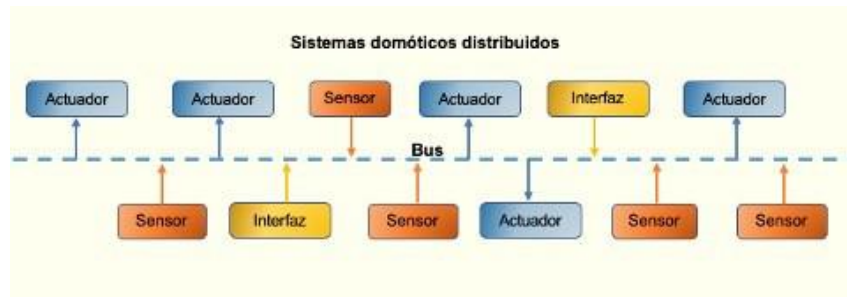 Sistemas domóticos distribuidos
Actuador Actuador Sensor Actuador Interfaz Actuador
Bus
Sensor Interfaz Sensor Actuador Sensor Sensor